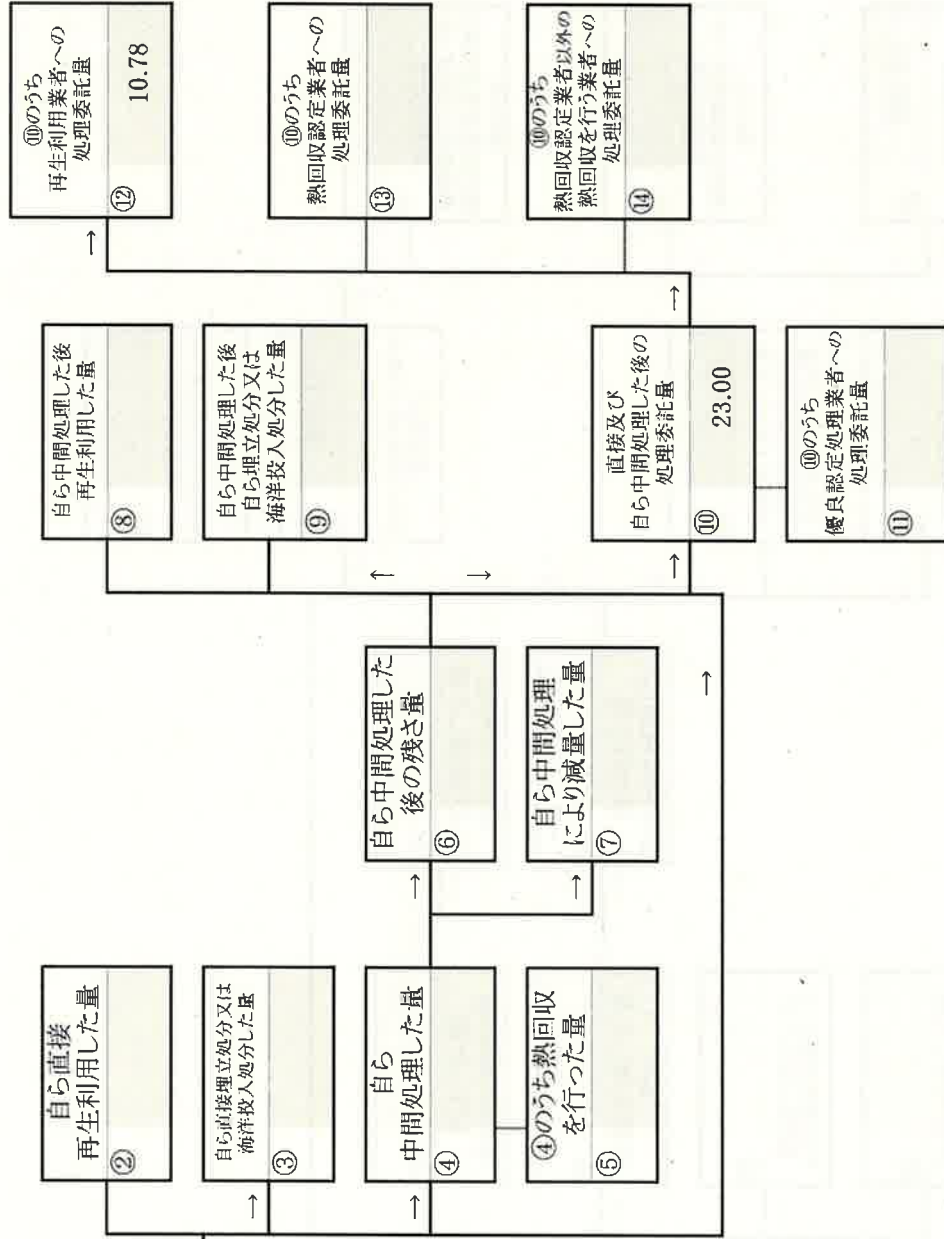 自ら直接
再生利用した量
②
自ら直接埋立処分又は
海洋投入処分した量
③
自ら
中間処理した量
④
④のうち熱回収
を行った量
⑤
自ら中間処理した
後の残さ量
⑥
自ら中間処理
により減量した量
⑦
自ら中間処理した後
再生利用した量
⑧
自ら中間処理した後
自ら埋立処分又は
海洋投入処分した量
⑨
直接及び
自ら中間処理した後の
処理委託量
⑩ 23.00
⑩のうち
優良認定処理業者への
処理委託量
⑪
⑩のうち
再生利用業者への
処理委託量
⑫ 10.78
⑩のうち
熱回収認定業者への
処理委託量
⑬
⑩のうち
熱回収認定業者以外の
熱回収を行う業者への
処理委託量
⑭